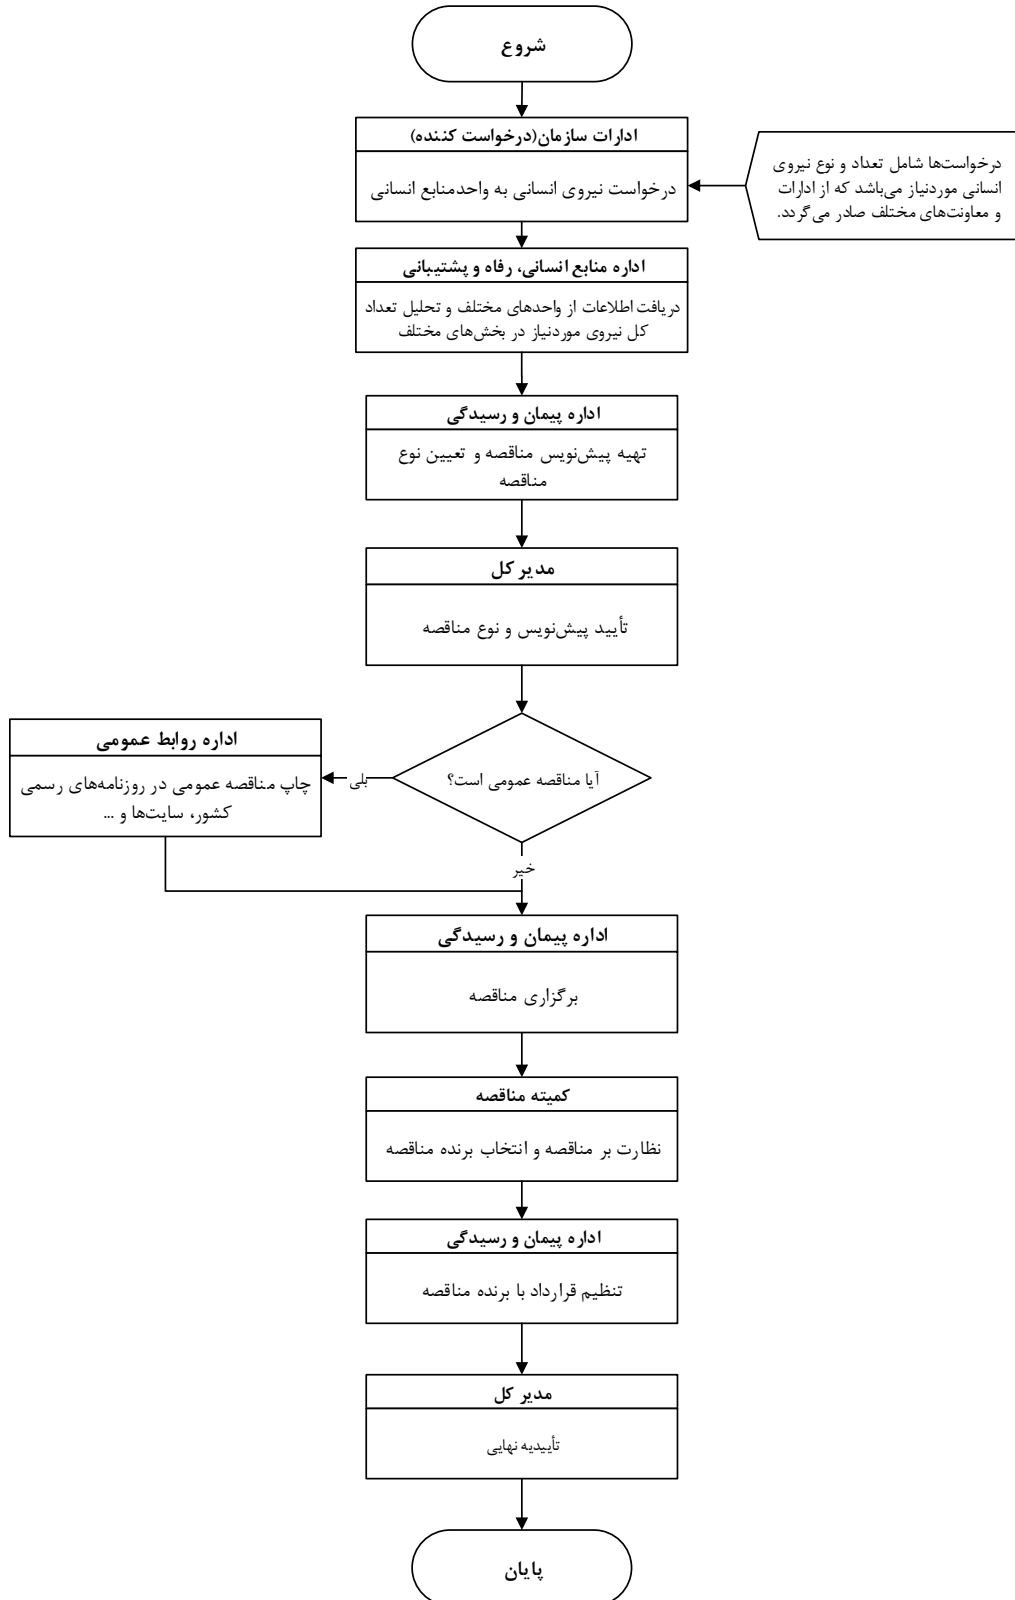 شروع
ادارات سازمان(درخواست کننده)
درخواست نیروی انسانی به واحدمنابع انسانی
درخواست‌ها شامل تعداد و نوع نیروی
انسانی موردنیاز می‌باشد که از ادارات
و معاونت‌های مختلف صادر می‌گردد.
اداره منابع انسانی، رفاه و پشتیبانی
دریافت اطلاعات از واحدهای مختلف و تحلیل تعداد
کل نیروی موردنیاز در بخش‌های مختلف
اداره پیمان و رسیدگی
تهیه پیش‌نویس مناقصه و تعیین نوع
مناقصه
مدیر کل
تأیید پیش‌نویس و نوع مناقصه
آیا مناقصه عمومی است؟
بلی
اداره روابط عمومی
چاپ مناقصه عمومی در روزنامه‌های رسمی
کشور، سایت‌ها و ...
خیر
اداره پیمان و رسیدگی
برگزاری مناقصه
کمیته مناقصه
نظارت بر مناقصه و انتخاب برنده مناقصه
اداره پیمان و رسیدگی
تنظیم قرارداد با برنده مناقصه
مدیر کل
تأییدیه نهایی
پایان